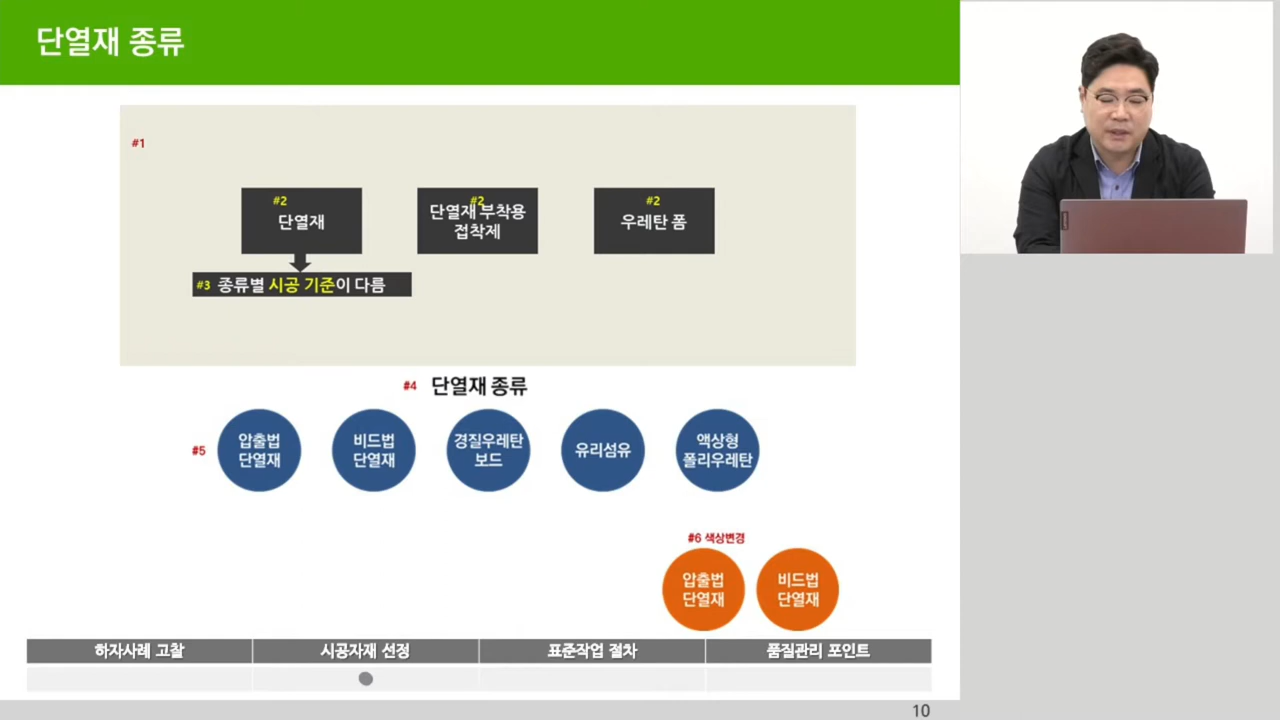 단열재 종류
#1
#2
단열재
#2
단열재 부착용
접착제
#2
우레탄 폼
#3 종류별 시공 기준이 다름
#4 단열재 종류
#5
압출법
단열재
비드법
단열재
경질우레탄
보드
유리섬유
액상형
폴리우레탄
#6 색상변경
압출법
단열재
비드법
단열재
하자사례 고찰
시공자재 선정
표준작업 절차
품질관리 포인트
10